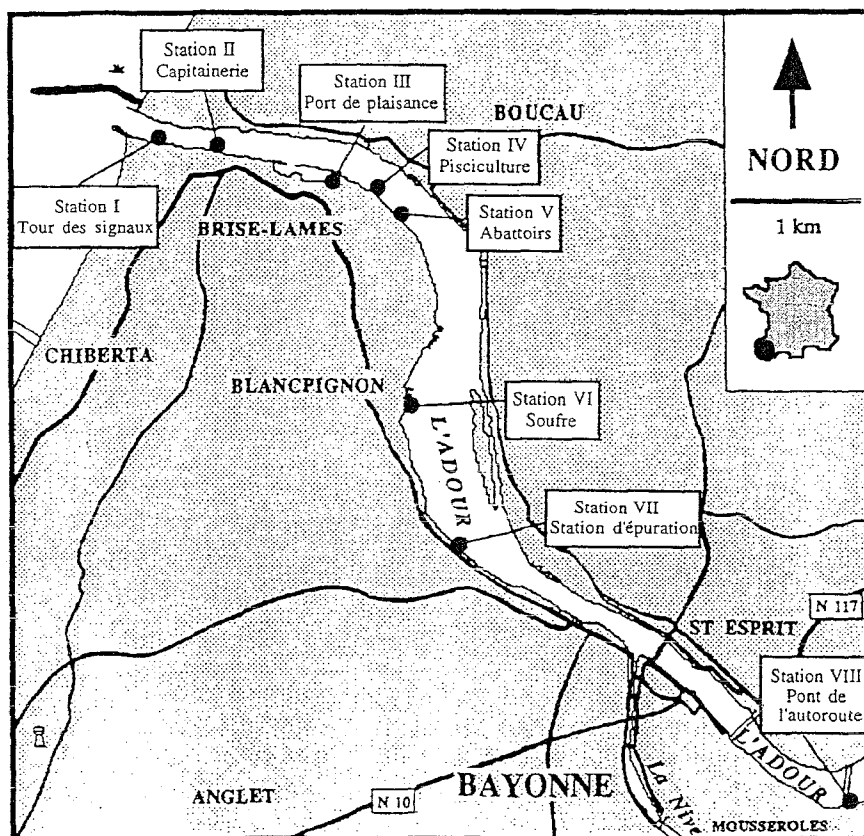 Station II
Capitainerie
Station III
Port de plaisance
BOUCAU
Station IV
Pisciculture
NORD
1 km
Station I
Tour des signaux
BRISE-LAMES
Station V
Abattoirs
CHIBERTA
BLANCPIGNON
Station VI
Soufre
L'ADOUR
Station VII
Station d'épuration
N 117
ST ESPRIT
Station VIII
Pont de
l'autoroute
L'ADOUR
ANGLET
N 10
BAYONNE
La Nive
MOUSSEROLES